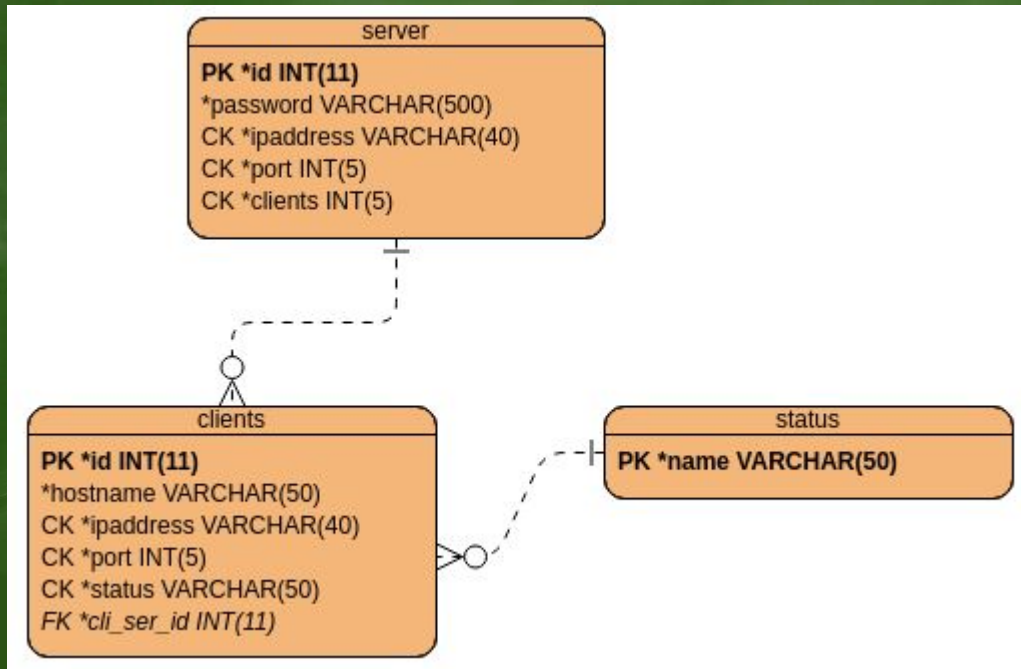 server
PK *id INT(11)
*password VARCHAR(500)
CK *ipaddress VARCHAR(40)
CK *port INT(5)
CK *clients INT(5)
clients
PK *id INT(11)
*hostname VARCHAR(50)
CK *ipaddress VARCHAR(40)
CK *port INT(5)
CK *status VARCHAR(50)
FK *cli_ser_id INT(11)
status
PK *name VARCHAR(50)